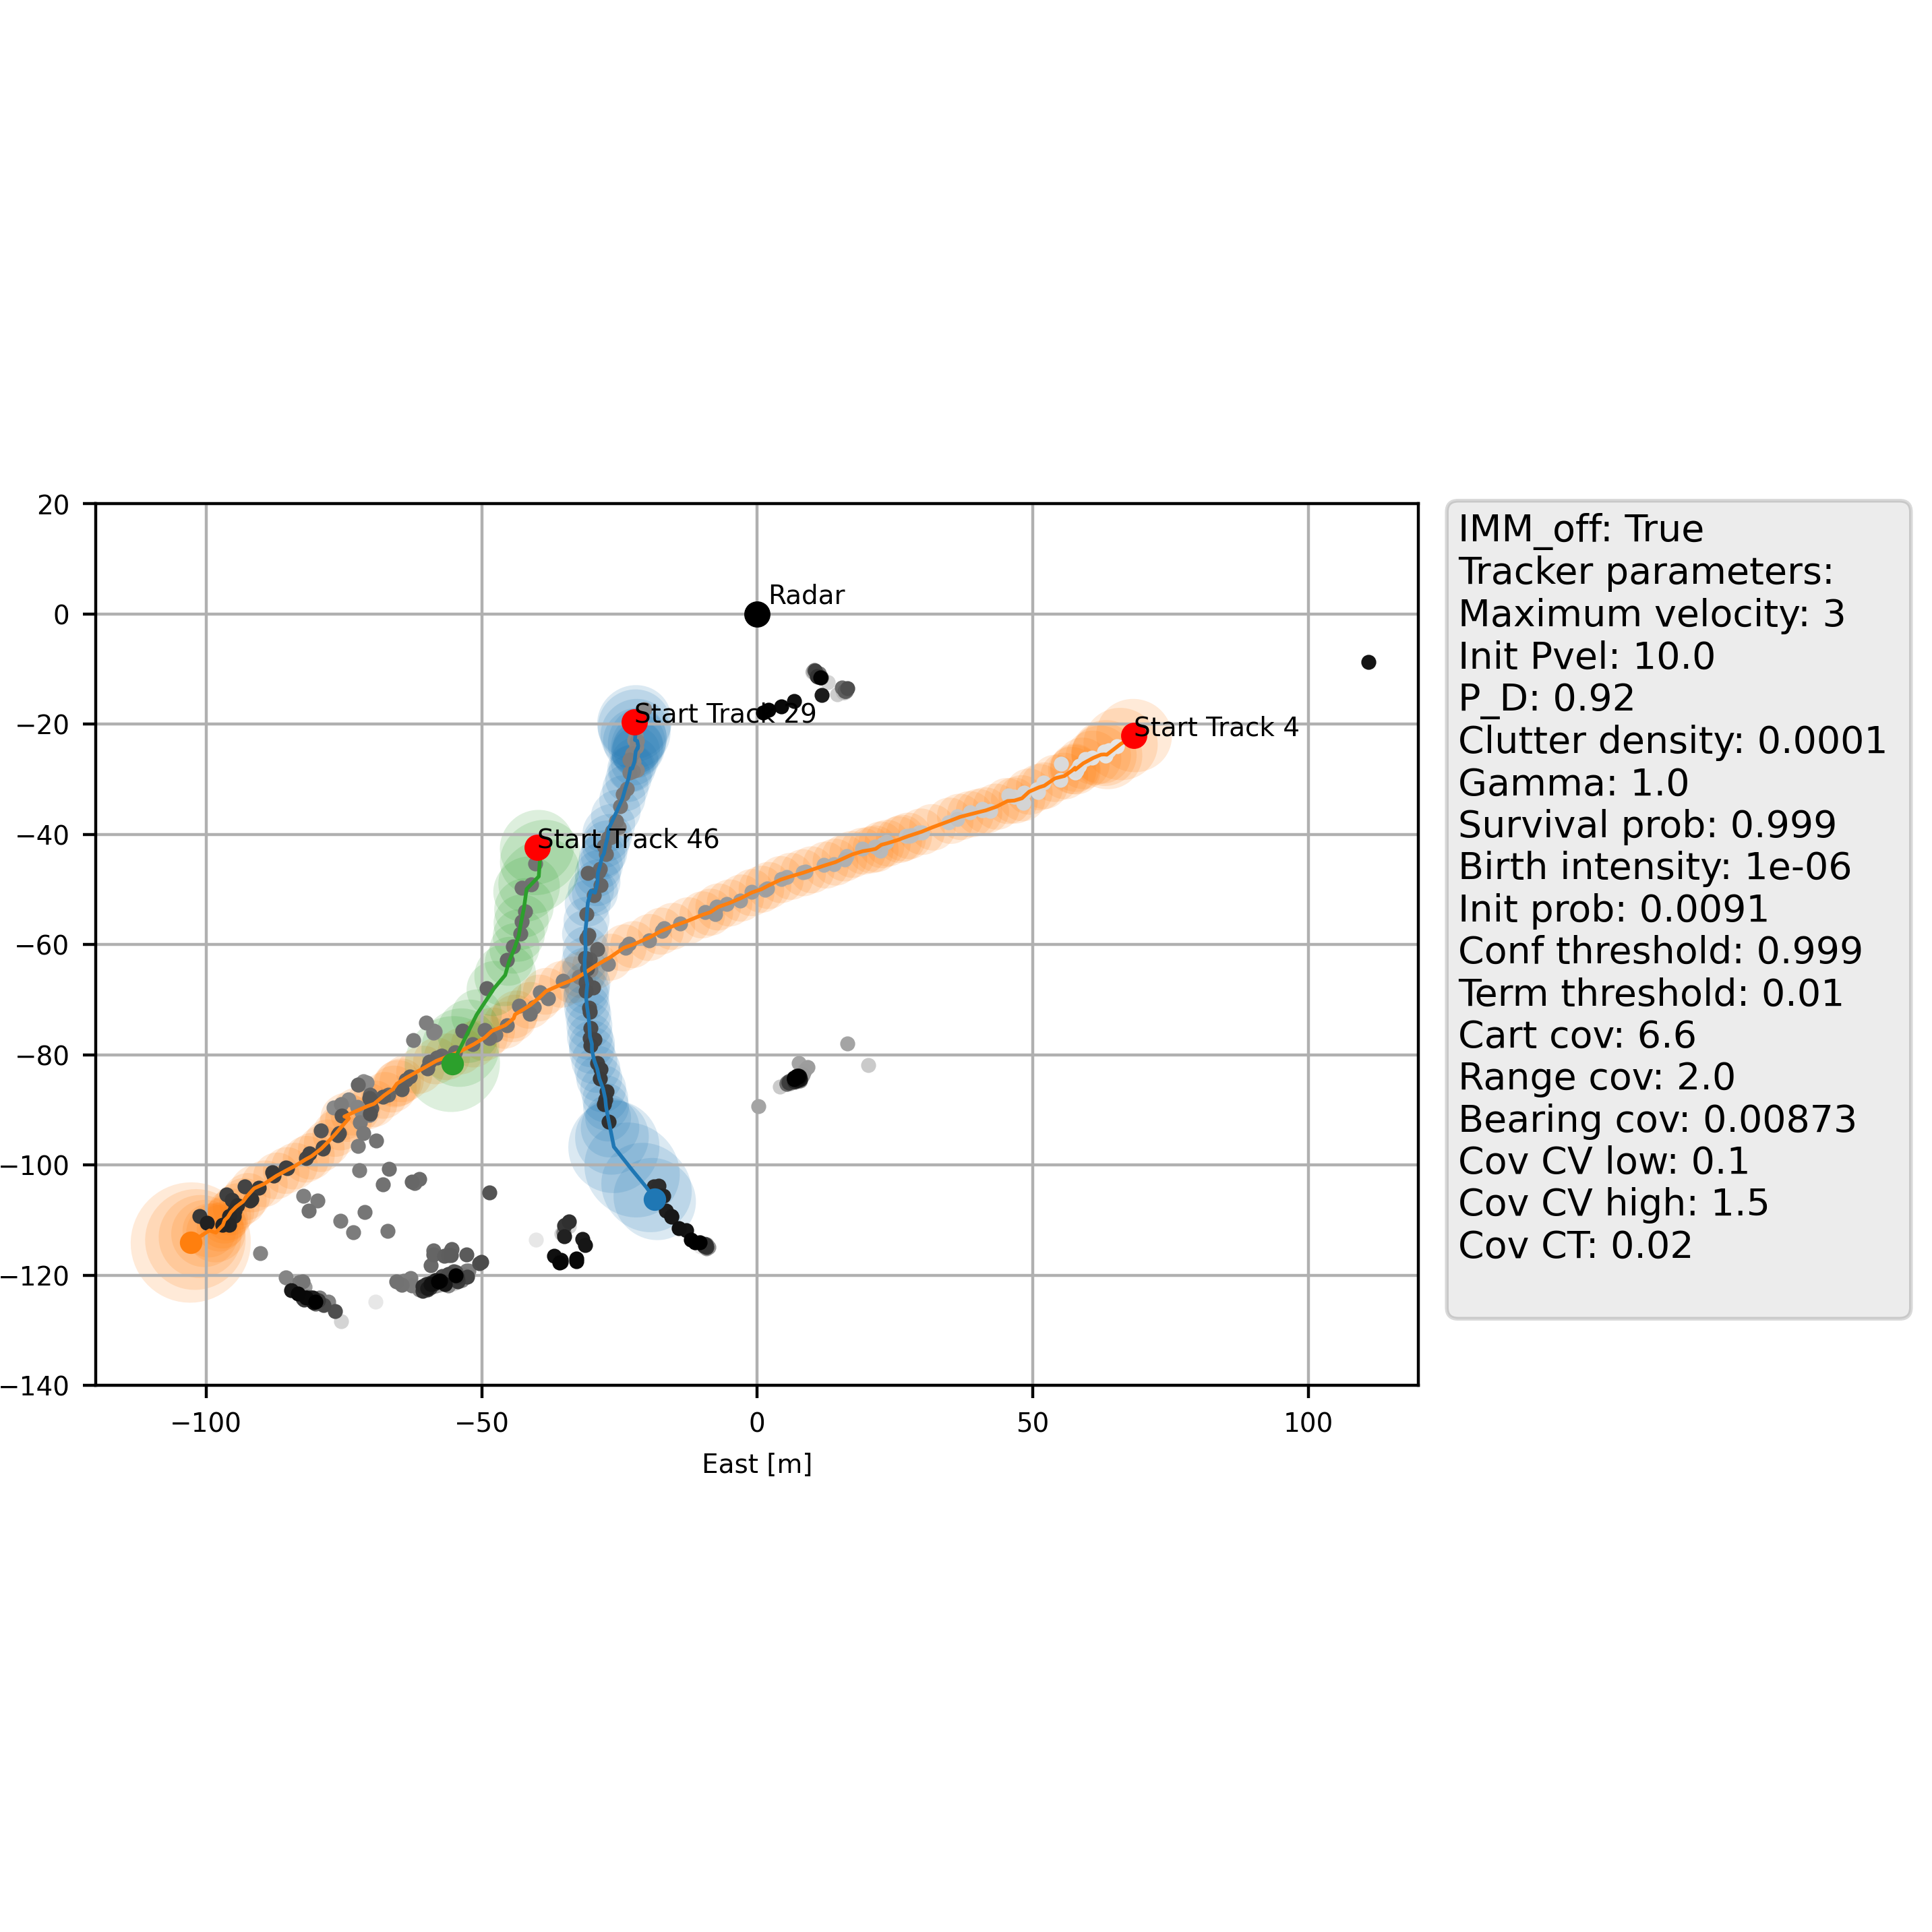 20
0
−20
−40
−60
−80
−100
−120
−140
−100
−50
0
50
100
East [m]
Radar
Start Track 29
Start Track 4
Start Track 46
IMM_off: True
Tracker parameters:
Maximum velocity: 3
Init Pvel: 10.0
P_D: 0.92
Clutter density: 0.0001
Gamma: 1.0
Survival prob: 0.999
Birth intensity: 1e-06
Init prob: 0.0091
Conf threshold: 0.999
Term threshold: 0.01
Cart cov: 6.6
Range cov: 2.0
Bearing cov: 0.00873
Cov CV low: 0.1
Cov CV high: 1.5
Cov CT: 0.02